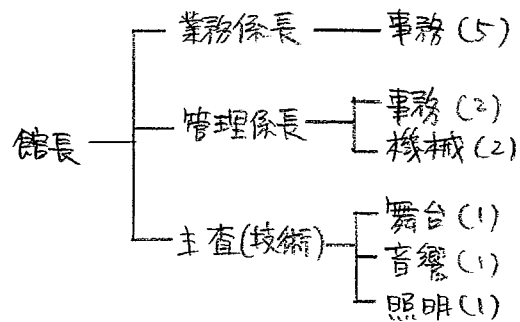 館長
業務係長
事務(5)
管理係長
事務(2)
機械(2)
主査(技術)
舞台(1)
音響(1)
照明(1)